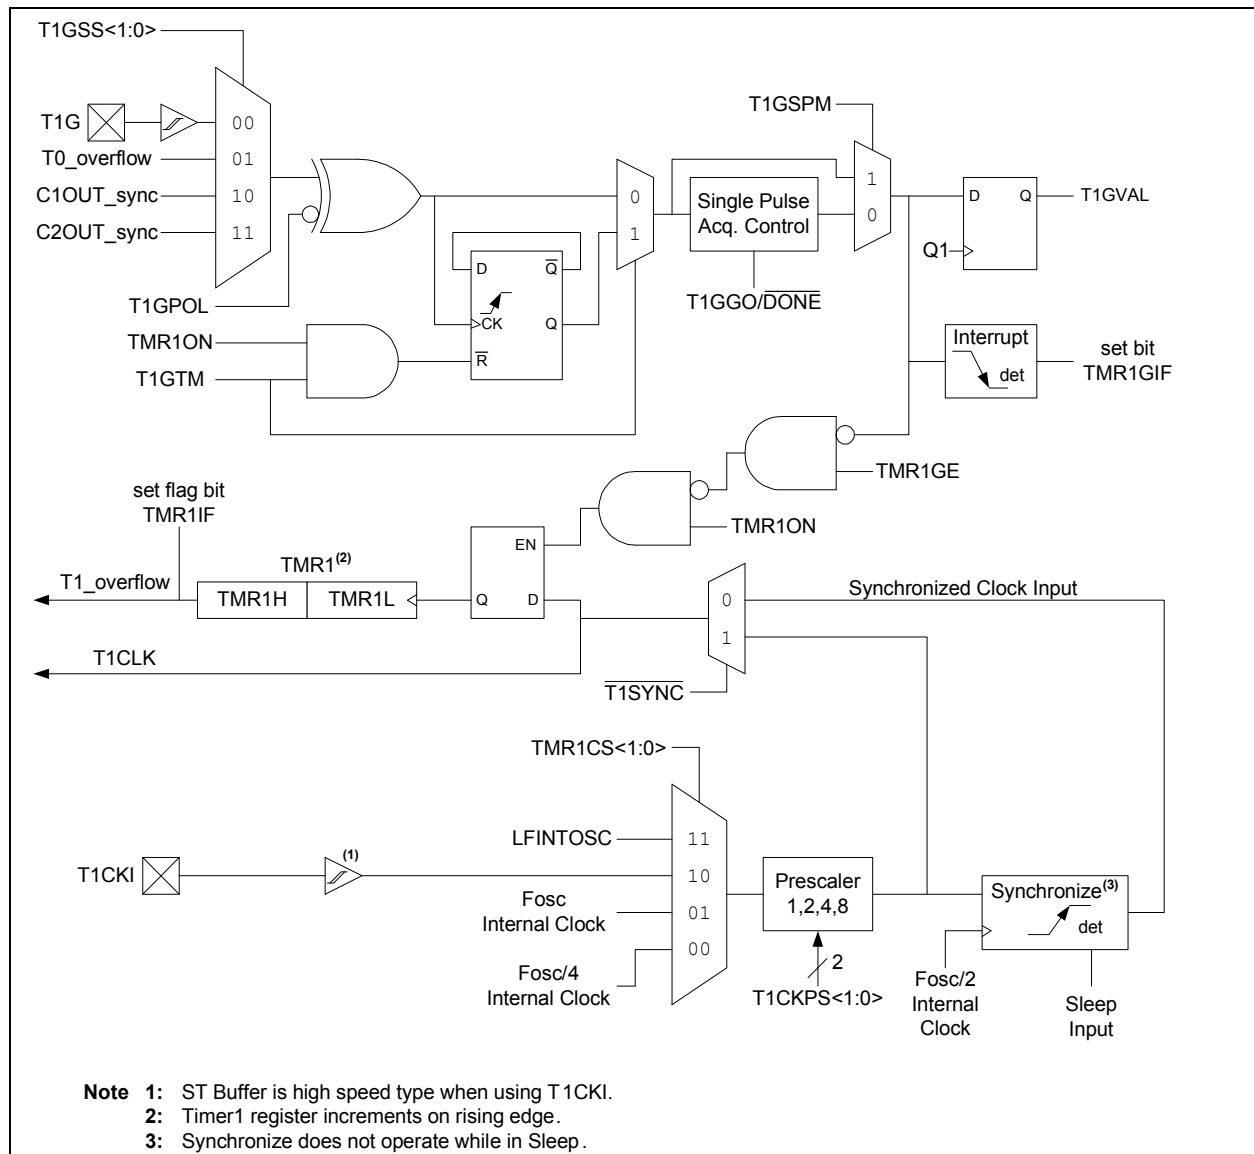 T1GSS<1:0>
T1G
00
T0_overflow
01
C1OUT_sync
10
C2OUT_sync
11
T1GPOL
TMR1ON
T1GTM
D
Q
CK
Q
R
0
1
T1GSPM
Single Pulse
Acq. Control
1
0
T1GGO/DONE
D
Q
Q1
T1GVAL
Interrupt
det
set bit
TMR1GIF
TMR1GE
TMR1ON
set flag bit
TMR1IF
T1_overflow
TMR1(2)
TMR1H
TMR1L
EN
Q
D
T1CLK
0
1
Synchronized Clock Input
T1SYNC
TMR1CS<1:0>
LFINTOSC
11
T1CKI
(1)
10
Fosc
Internal Clock
01
Fosc/4
Internal Clock
00
Prescaler
1,2,4,8
2
T1CKPS<1:0>
Synchronize(3)
det
Fosc/2
Internal
Clock
Sleep
Input
Note 1: ST Buffer is high speed type when using T1CKI.
2: Timer1 register increments on rising edge.
3: Synchronize does not operate while in Sleep.